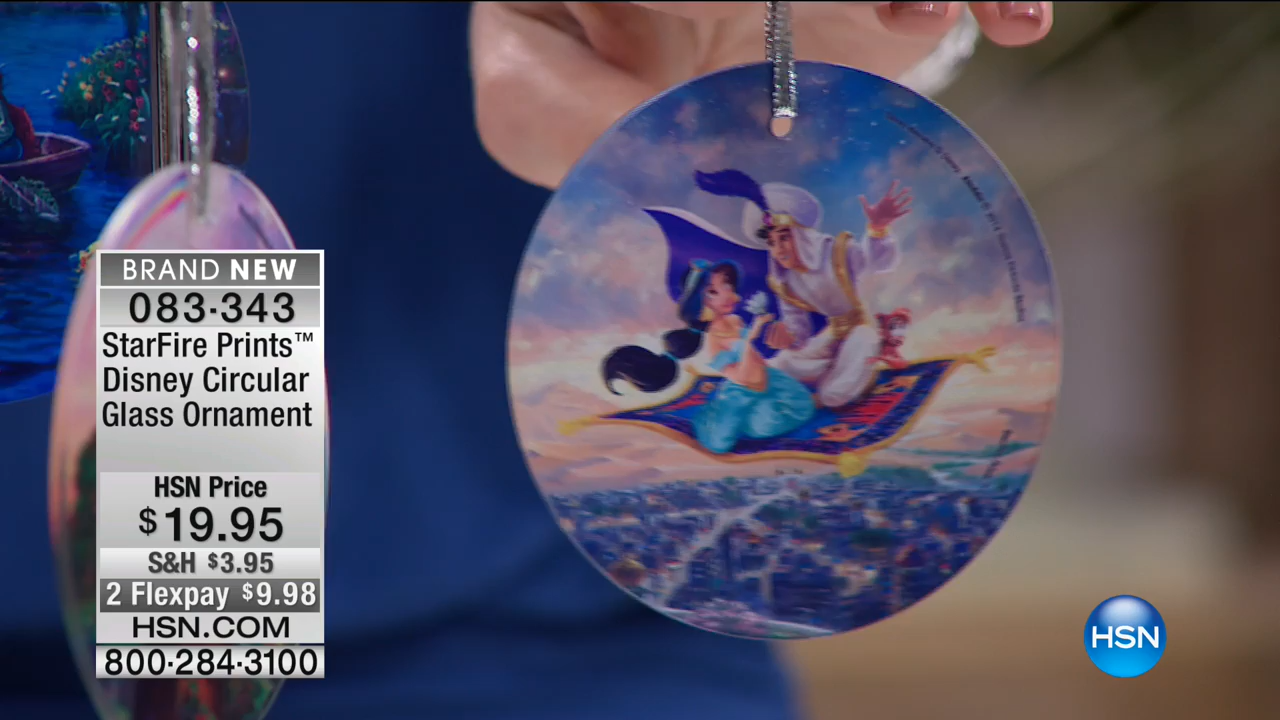 BRAND NEW
083·343
StarFire Prints™
Disney Circular
Glass Ornament
HSN Price
$19.95
S&H $3.95
2 Flexpay $9.98
HSN.COM
800·284·3100
HSN